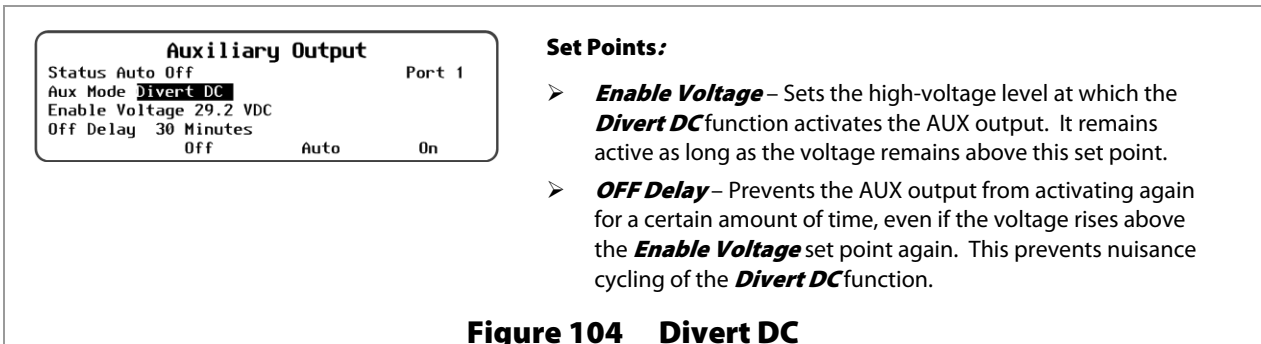 Auxiliary Output
Status Auto Off Port 1
Aux Mode Divert DC
Enable Voltage 29.2 VDC
Off Delay 30 Minutes
Off Auto On
Set Points:
➢ Enable Voltage – Sets the high-voltage level at which the
Divert DC function activates the AUX output. It remains
active as long as the voltage remains above this set point.
➢ OFF Delay – Prevents the AUX output from activating again
for a certain amount of time, even if the voltage rises above
the Enable Voltage set point again. This prevents nuisance
cycling of the Divert DC function.
Figure 104 Divert DC